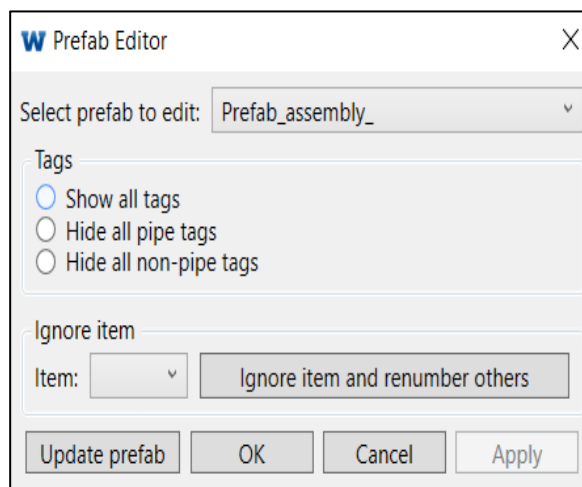 W Prefab Editor X
Select prefab to edit: Prefab_assembly_
Tags
Show all tags
Hide all pipe tags
Hide all non-pipe tags
Ignore item
Item: Ignore item and renumber others
Update prefab OK Cancel Apply